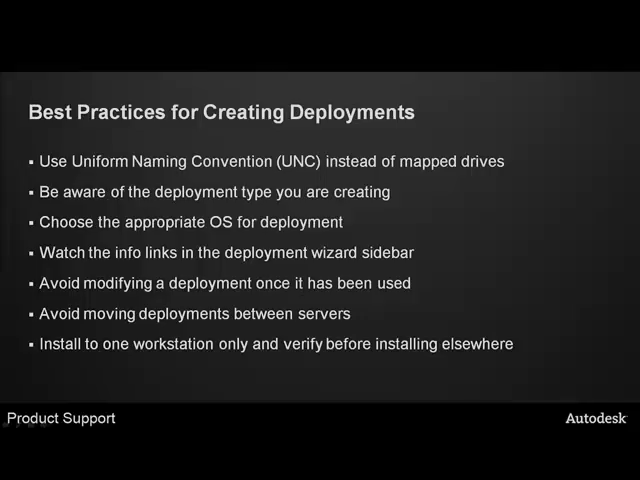 Best Practices for Creating Deployments
▪ Use Uniform Naming Convention (UNC) instead of mapped drives
▪ Be aware of the deployment type you are creating
▪ Choose the appropriate OS for deployment
▪ Watch the info links in the deployment wizard sidebar
▪ Avoid modifying a deployment once it has been used
▪ Avoid moving deployments between servers
▪ Install to one workstation only and verify before installing elsewhere
Product Support
Autodesk